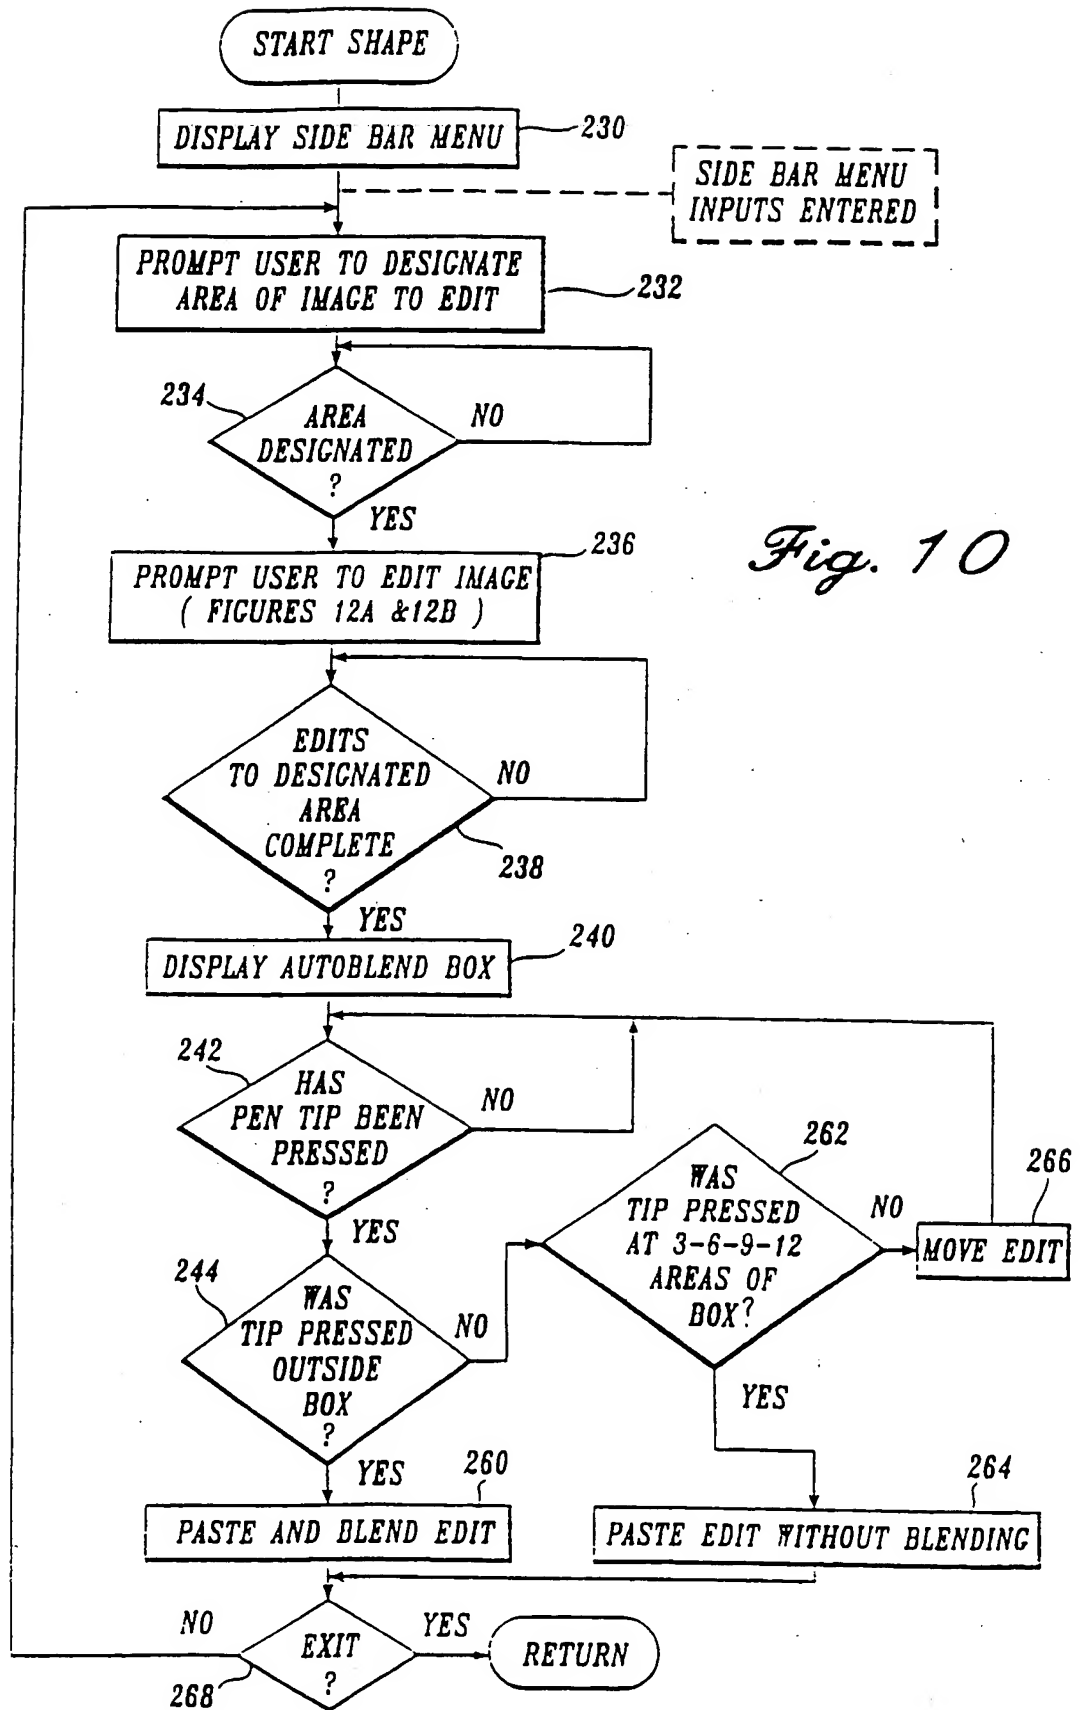 START SHAPE
DISPLAY SIDE BAR MENU
230
SIDE BAR MENU
INPUTS ENTERED
PROMPT USER TO DESIGNATE
AREA OF IMAGE TO EDIT
232
234
AREA
DESIGNATED
?
NO
YES
236
PROMPT USER TO EDIT IMAGE
( FIGURES 12A &12B )
Fig. 10
EDITS
TO DESIGNATED
AREA
COMPLETE
?
NO
238
YES
240
DISPLAY AUTOBLEND BOX
242
HAS
PEN TIP BEEN
PRESSED
?
NO
YES
262
WAS
TIP PRESSED
AT 3-6-9-12
AREAS OF
BOX?
NO
266
MOVE EDIT
244
WAS
TIP PRESSED
OUTSIDE
BOX
?
NO
YES
YES
260
PASTE AND BLEND EDIT
264
PASTE EDIT WITHOUT BLENDING
NO
EXIT
?
YES
RETURN
268